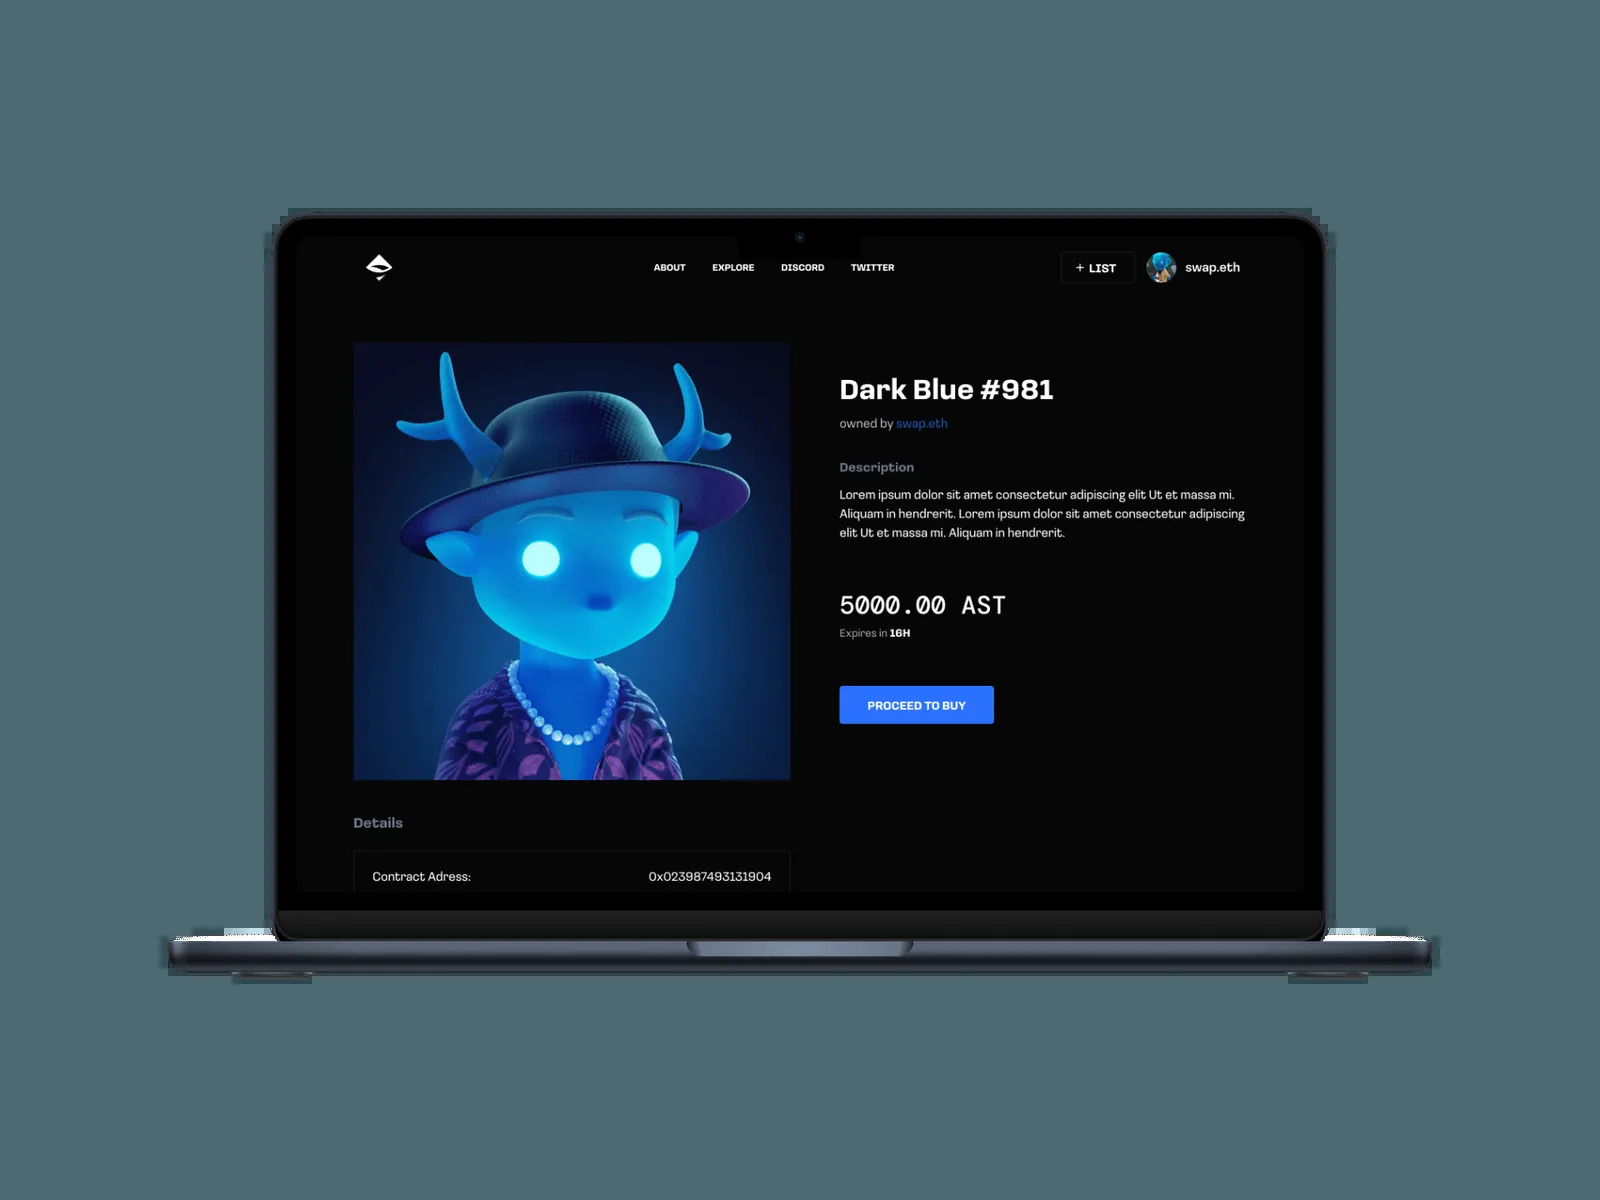 ABOUT EXPLORE DISCORD TWITTER + LIST swap.eth
Dark Blue #981
owned by swap.eth
Description
Lorem ipsum dolor sit amet consectetur adipiscing elit Ut et massa mi.
Aliquam in hendrerit. Lorem ipsum dolor sit amet consectetur adipiscing
elit Ut et massa mi. Aliquam in hendrerit.
5000.00 AST
Expires in 16H
PROCEED TO BUY
Details
Contract Adress: 0x023987493131904